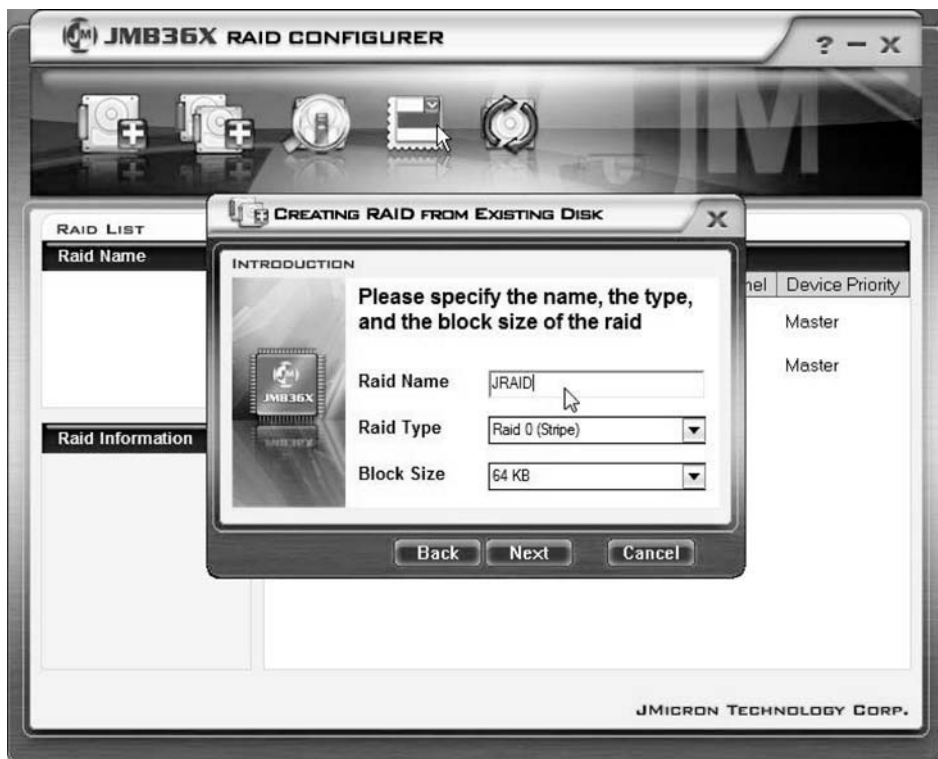 JMB36X RAID CONFIGURER
? – X
JM
RAID LIST
Raid Name
Raid Information
nel Device Priority
Master
Master
CREATING RAID FROM EXISTING DISK
X
INTRODUCTION
Please specify the name, the type,
and the block size of the raid
JMB36X
Raid Name JRAID
Raid Type Raid 0 (Stripe)
Block Size 64 KB
Back Next Cancel
JMICRON TECHNOLOGY CORP.